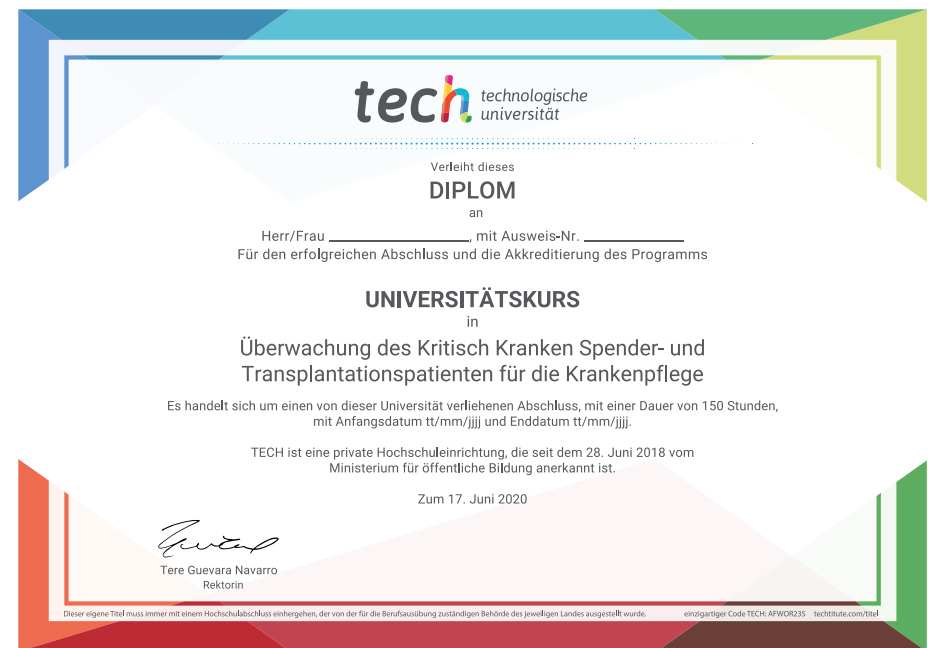 tech technologische
universität
Verleiht dieses
DIPLOM
an
Herr/Frau ____________________, mit Ausweis-Nr. ______________
Für den erfolgreichen Abschluss und die Akkreditierung des Programms
UNIVERSITÄTSKURS
in
Überwachung des Kritisch Kranken Spender- und
Transplantationspatienten für die Krankenpflege
Es handelt sich um einen von dieser Universität verliehenen Abschluss, mit einer Dauer von 150 Stunden,
mit Anfangsdatum tt/mm/jjjj und Enddatum tt/mm/jjjj.
TECH ist eine private Hochschuleinrichtung, die seit dem 28. Juni 2018 vom
Ministerium für öffentliche Bildung anerkannt ist.
Zum 17. Juni 2020
Tere Guevara Navarro
Rektorin
Dieser eigene Titel muss immer mit einem Hochschulabschluss einhergehen, der von der für die Berufsausübung zuständigen Behörde des jeweiligen Landes ausgestellt wurde. einzigartiger Code TECH: AFWOR23S techtitute.com/titel